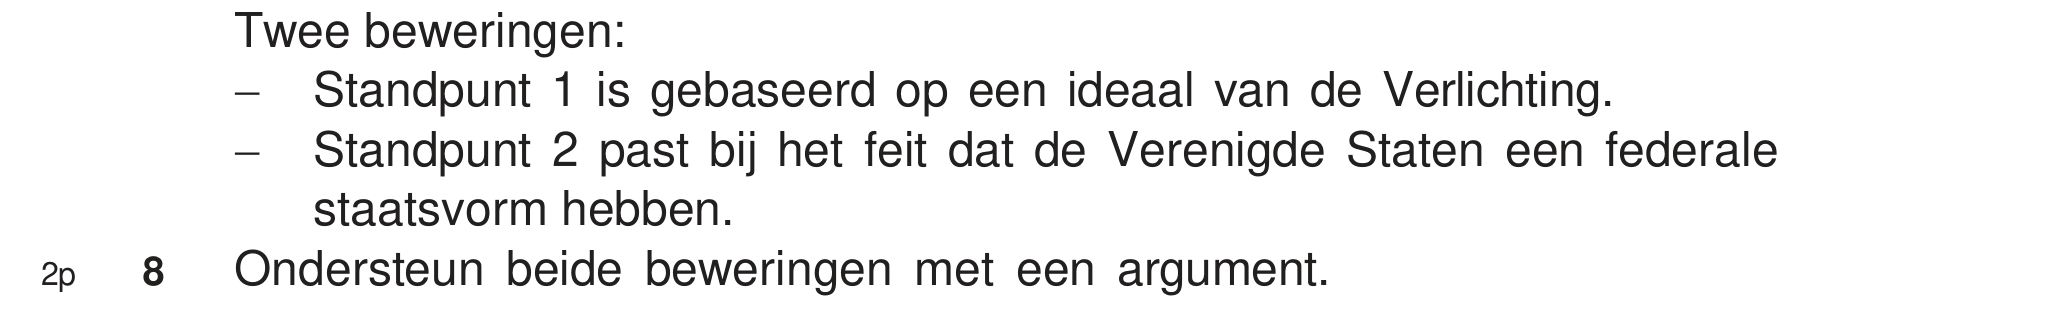 Twee beweringen:
– Standpunt 1 is gebaseerd op een ideaal van de Verlichting.
– Standpunt 2 past bij het feit dat de Verenigde Staten een federale
staatsvorm hebben.
2p 8 Ondersteun beide beweringen met een argument.